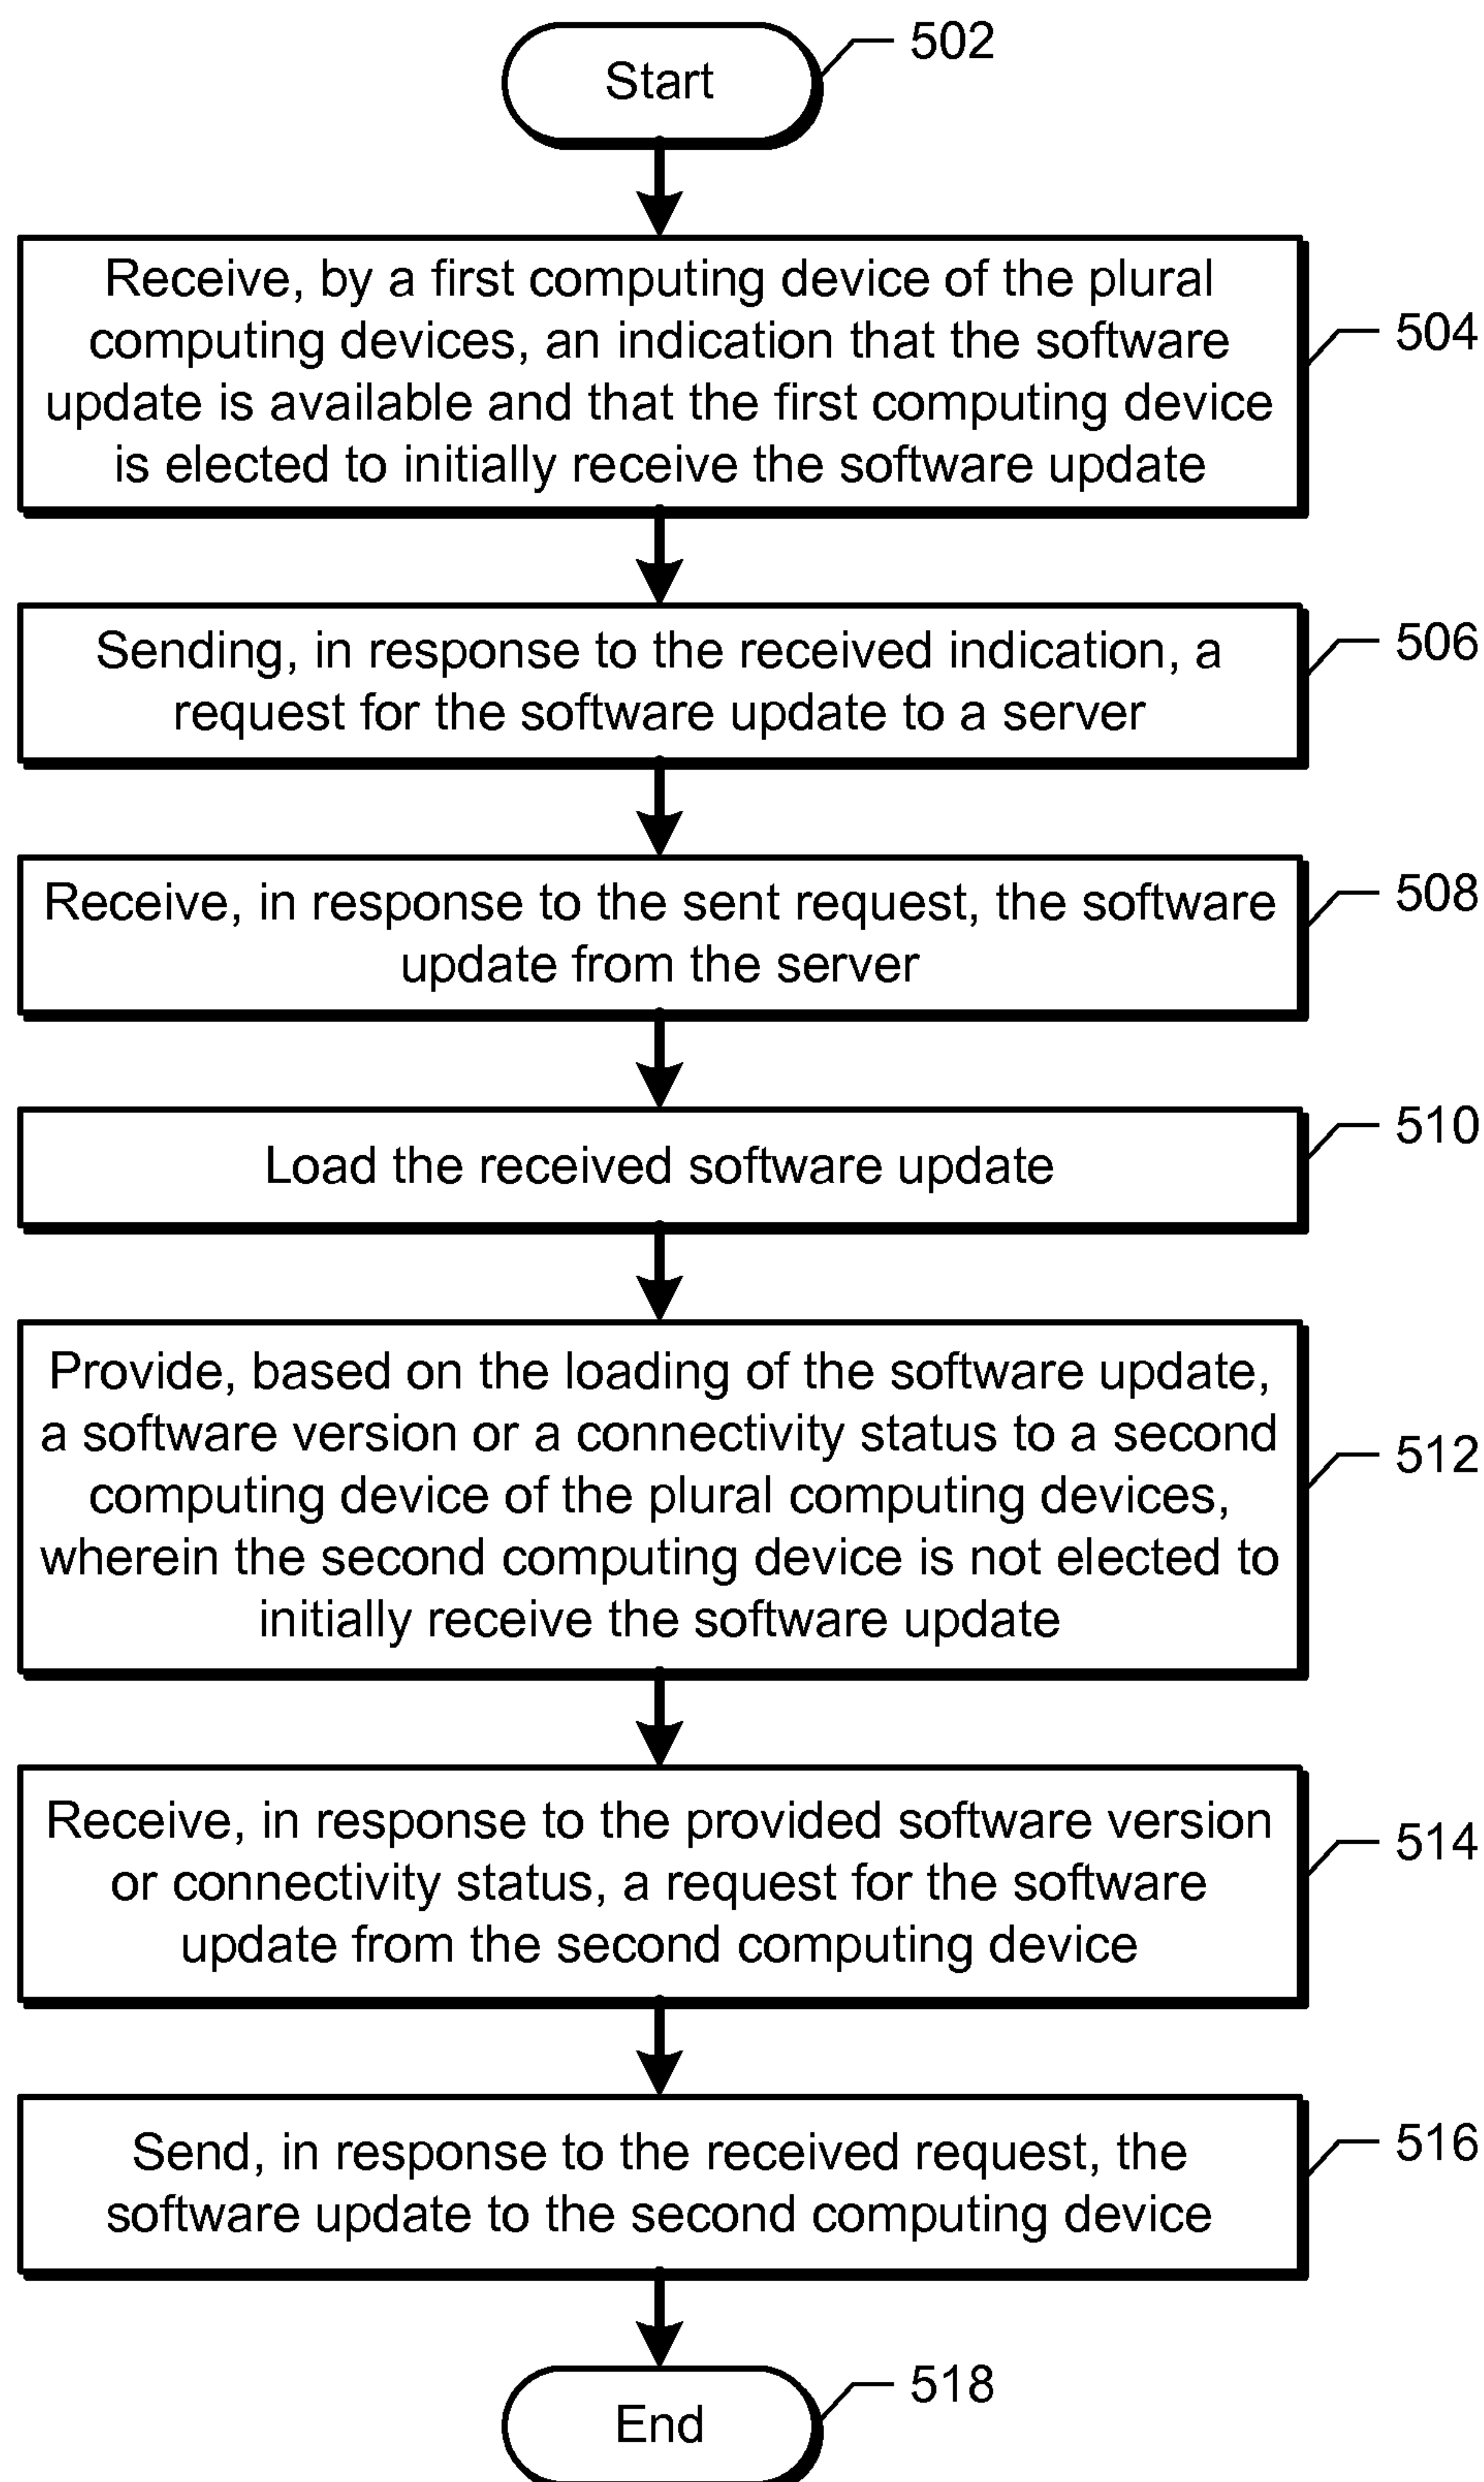 Start
502
Receive, by a first computing device of the plural
computing devices, an indication that the software
update is available and that the first computing device
is elected to initially receive the software update
504
Sending, in response to the received indication, a
request for the software update to a server
506
Receive, in response to the sent request, the software
update from the server
508
Load the received software update
510
Provide, based on the loading of the software update,
a software version or a connectivity status to a second
computing device of the plural computing devices,
wherein the second computing device is not elected to
initially receive the software update
512
Receive, in response to the provided software version
or connectivity status, a request for the software
update from the second computing device
514
Send, in response to the received request, the
software update to the second computing device
516
End
518